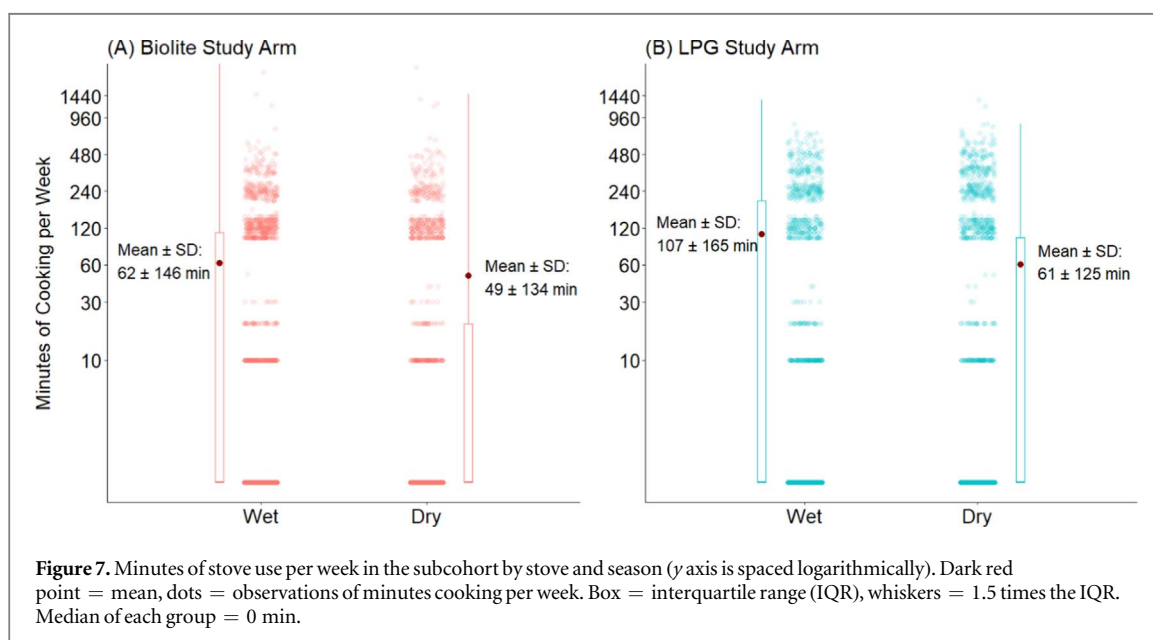 (A) Biolite Study Arm
Minutes of Cooking per Week
1440
960
480
240
120
60
30
10
Mean ± SD:
62 ± 146 min
Mean ± SD:
49 ± 134 min
Wet
Dry
(B) LPG Study Arm
1440
960
480
240
120
60
30
10
Mean ± SD:
107 ± 165 min
Mean ± SD:
61 ± 125 min
Wet
Dry
Figure 7. Minutes of stove use per week in the subcohort by stove and season (y axis is spaced logarithmically). Dark red
point = mean, dots = observations of minutes cooking per week. Box = interquartile range (IQR), whiskers = 1.5 times the IQR.
Median of each group = 0 min.